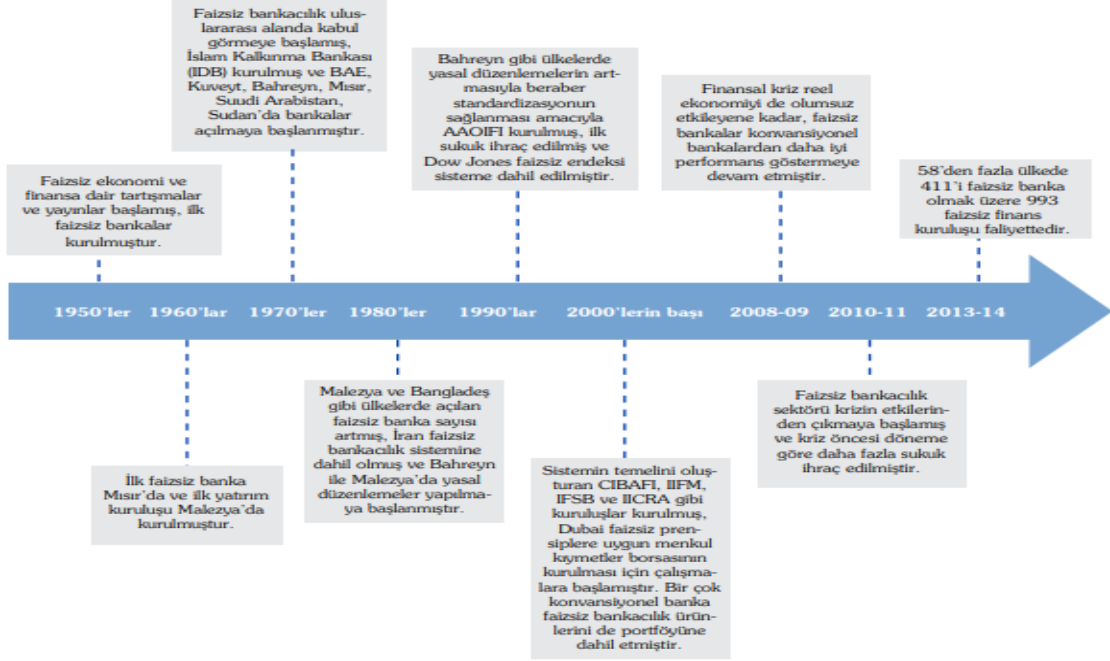 Faizsiz bankacılık ulus-
lararası alanda kabul
görmeye başlamış,
İslam Kalkınma Bankası
(IDB) kurulmuş ve BAE,
Kuveyt, Bahreyn, Mısır,
Suudi Arabistan,
Sudan'da bankalar
açılmaya başlanmıştır.
Bahreyn gibi ülkelerde
yasal düzenlemelerin art-
masıyla beraber
standardizasyonun
sağlanması amacıyla
AAOIFI kurulmuş, ilk
sukuk ihraç edilmiş ve
Dow Jones faizsiz endeksi
sisteme dahil edilmiştir.
Finansal kriz reel
ekonomiyi de olumsuz
etkileyene kadar, faizsiz
bankalar konvansiyonel
bankalardan daha iyi
performans göstermeye
devam etmiştir.
58'den fazla ülkede
411'i faizsiz banka
olmak üzere 993
faizsiz finans
kuruluşu faliyettedir.
Faizsiz ekonomi ve
finansa dair tartışmalar
ve yayınlar başlamış, ilk
faizsiz bankalar
kurulmuştur.
1950'ler 1960'lar 1970'ler 1980'ler 1990'lar 2000'lerin başı 2008-09 2010-11 2013-14
İlk faizsiz banka
Mısır'da ve ilk yatırım
kuruluşu Malezya'da
kurulmuştur.
Malezya ve Bangladeş
gibi ülkelerde açılan
faizsiz banka sayısı
artmış, İran faizsiz
bankacılık sistemine
dahil olmuş ve Bahreyn
ile Malezya'da yasal
düzenlemeler yapılma-
ya başlanmıştır.
Sistemin temelini oluş-
turan CIBAFI, IIFM,
IFSB ve IICRA gibi
kuruluşlar kurulmuş,
Dubai faizsiz pren-
siplere uygun menkul
kıymetler borsasının
kurulması için çalışma-
lara başlamıştır. Bir çok
konvansiyonel banka
faizsiz bankacılık ürün-
lerini de portföyüne
dahil etmiştir.
Faizsiz bankacılık
sektörü krizin etkilerin-
den çıkmaya başlamış
ve kriz öncesi döneme
göre daha fazla sukuk
ihraç edilmiştir.